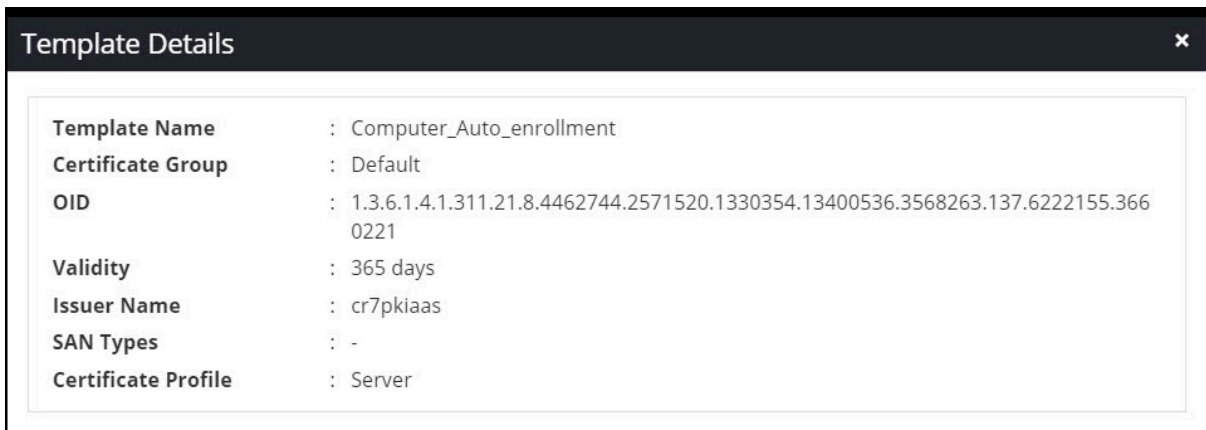 Template Details ×
Template Name : Computer_Auto_enrollment
Certificate Group : Default
OID : 1.3.6.1.4.1.311.21.8.4462744.2571520.1330354.13400536.3568263.137.6222155.366
0221
Validity : 365 days
Issuer Name : cr7pkiaas
SAN Types : -
Certificate Profile : Server